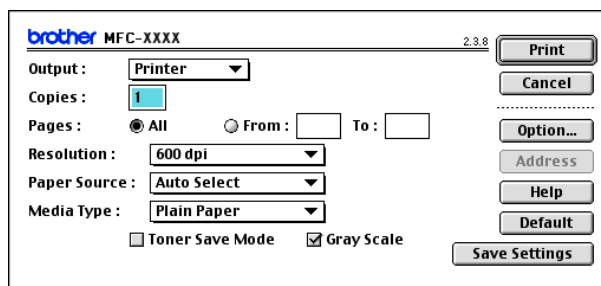 brother MFC-XXXX 2.3.8 Print
Output : Printer
Cancel
Copies : 1
Pages : All From : To : Option...
Resolution : 600 dpi
Address
Paper Source : Auto Select
Help
Media Type : Plain Paper
Default
Toner Save Mode Gray Scale
Save Settings